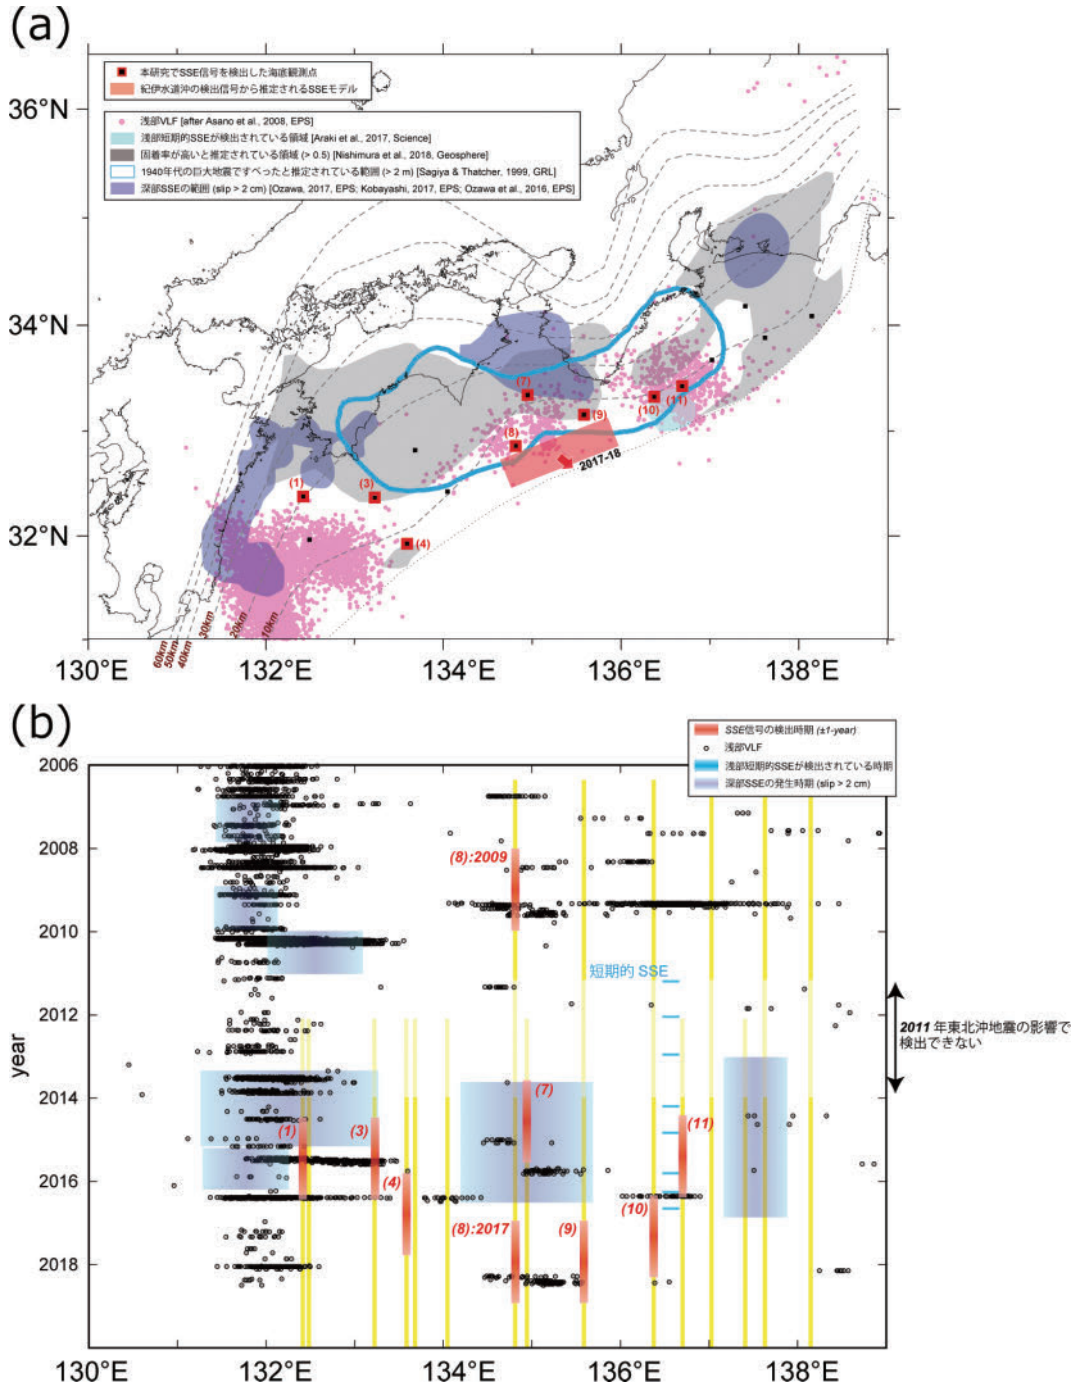 (a)
本研究でSSE信号を検出した海底観測点
紀伊水道沖の検出信号から推定されるSSEモデル
浅部VLF [after Asano et al., 2008, EPS]
浅部短期的SSEが検出されている領域 [Araki et al., 2017, Science]
固着率が高いと推定されている領域 (> 0.5) [Nishimura et al., 2018, Geosphere]
1940年代の巨大地震ですべったと推定されている範囲 (> 2 m) [Sagiya & Thatcher, 1999, GRL]
深部SSEの範囲 (slip > 2 cm) [Ozawa, 2017, EPS; Kobayashi, 2017, EPS; Ozawa et al., 2016, EPS]
36°N
34°N
32°N
(7)
(11)
(10)
(9)
(8)
2017-18
(1)
(3)
(4)
60km
50km
40km
30km
20km
10km
130°E
132°E
134°E
136°E
138°E
(b)
SSE信号の検出時期 (±1-year)
浅部VLF
浅部短期的SSEが検出されている時期
深部SSEの発生時期 (slip > 2 cm)
2006
2008
2010
2012
2014
2016
2018
year
(8):2009
短期的 SSE
2011 年東北沖地震の影響で
検出できない
(7)
(1)
(3)
(11)
(4)
(10)
(8):2017
(9)
130°E
132°E
134°E
136°E
138°E